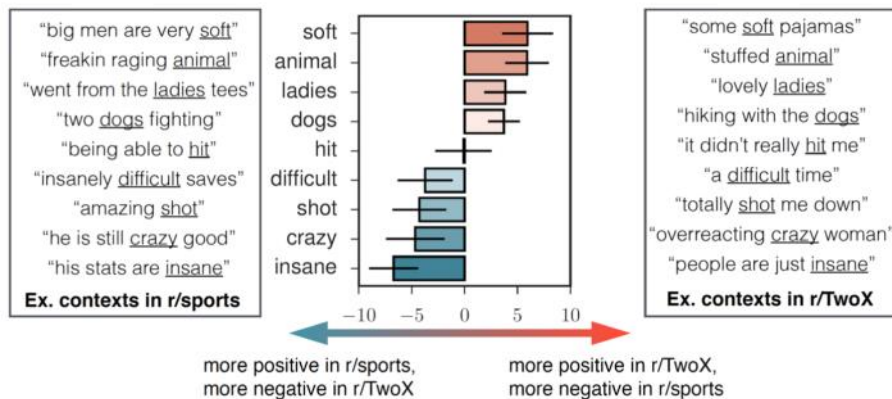 "big men are very soft"
"freakin raging animal"
"went from the ladies tees"
"two dogs fighting"
"being able to hit"
"insanely difficult saves"
"amazing shot"
"he is still crazy good"
"his stats are insane"
Ex. contexts in r/sports
soft
animal
ladies
dogs
hit
difficult
shot
crazy
insane
−10 −5 0 5 10
more positive in r/sports,
more negative in r/TwoX
more positive in r/TwoX,
more negative in r/sports
"some soft pajamas"
"stuffed animal"
"lovely ladies"
"hiking with the dogs"
"it didn't really hit me"
"a difficult time"
"totally shot me down"
"overreacting crazy woman"
"people are just insane"
Ex. contexts in r/TwoX